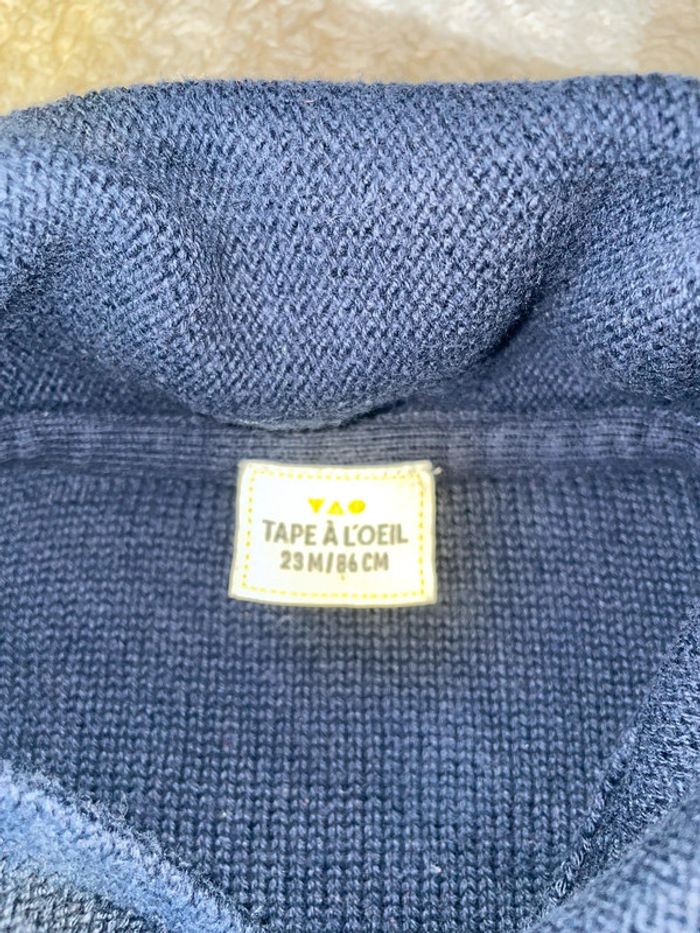 TAPE À L'OEIL
23 M/86 CM